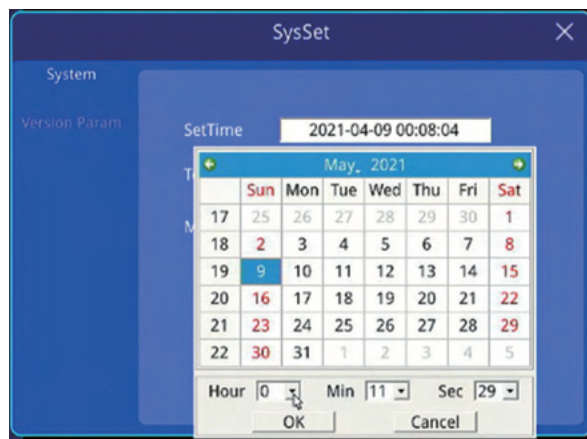 SysSet
System
Version Param
SetTime 2021-04-09 00:08:04
May, 2021
Sun Mon Tue Wed Thu Fri Sat
17 25 26 27 28 29 30 1
18 2 3 4 5 6 7 8
19 9 10 11 12 13 14 15
20 16 17 18 19 20 21 22
21 23 24 25 26 27 28 29
22 30 31 1 2 3 4 5
Hour 0 Min 11 Sec 29
OK Cancel